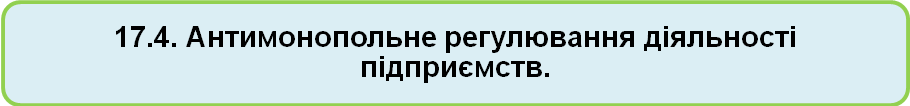 17.4. Антимонопольне регулювання діяльності
підприємств.